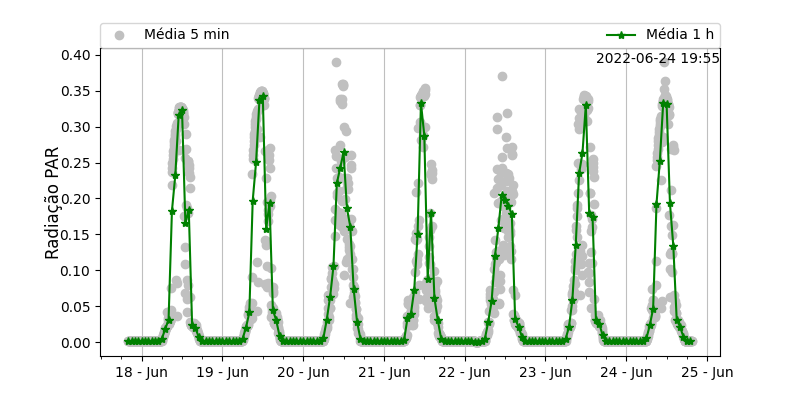 Média 5 min
Média 1 h
2022-06-24 19:55
Radiação PAR
0.40
0.35
0.30
0.25
0.20
0.15
0.10
0.05
0.00
18 - Jun
19 - Jun
20 - Jun
21 - Jun
22 - Jun
23 - Jun
24 - Jun
25 - Jun